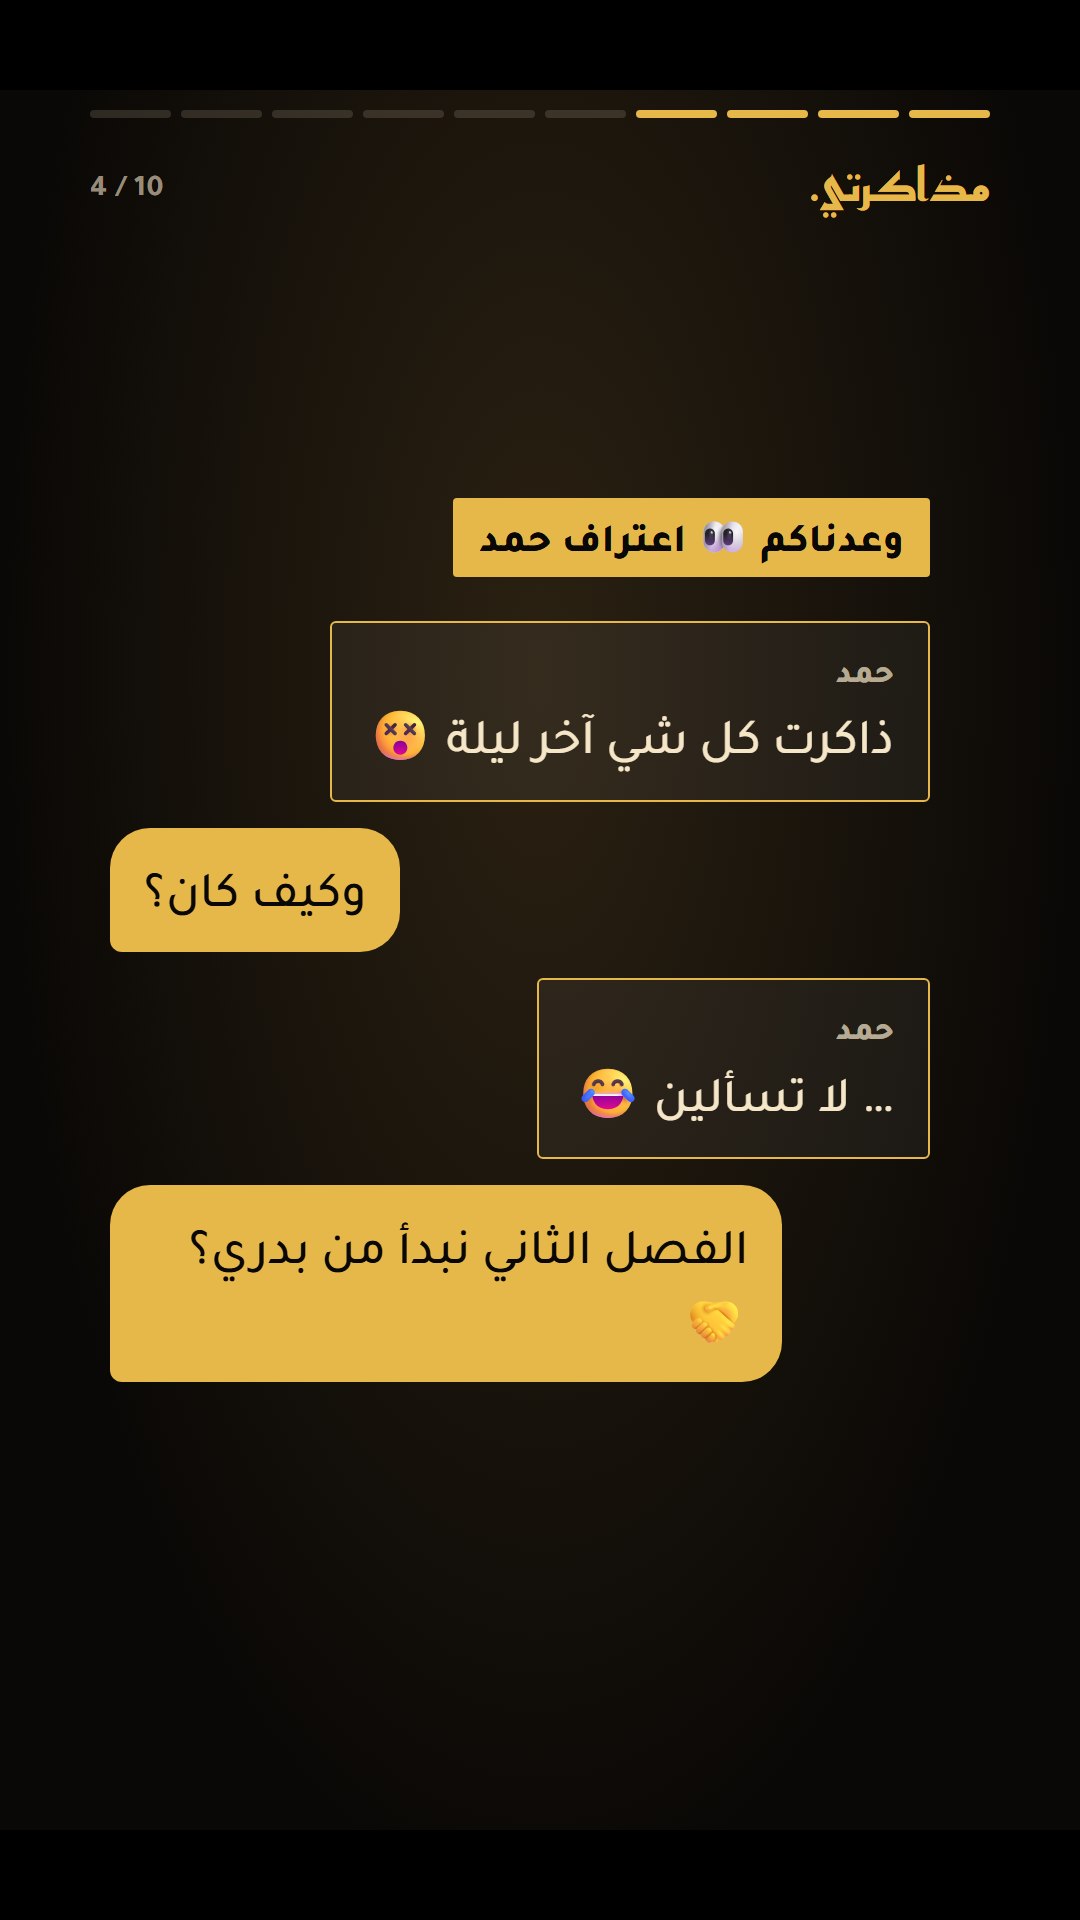 مذاكرتي.
4 / 10
وعدناكم 👀 اعتراف حمد
حمد
ذاكرت كل شي آخر ليلة 😵
وكيف كان؟
حمد
... لا تسألين 😂
الفصل الثاني نبدأ من بدري؟
🤝